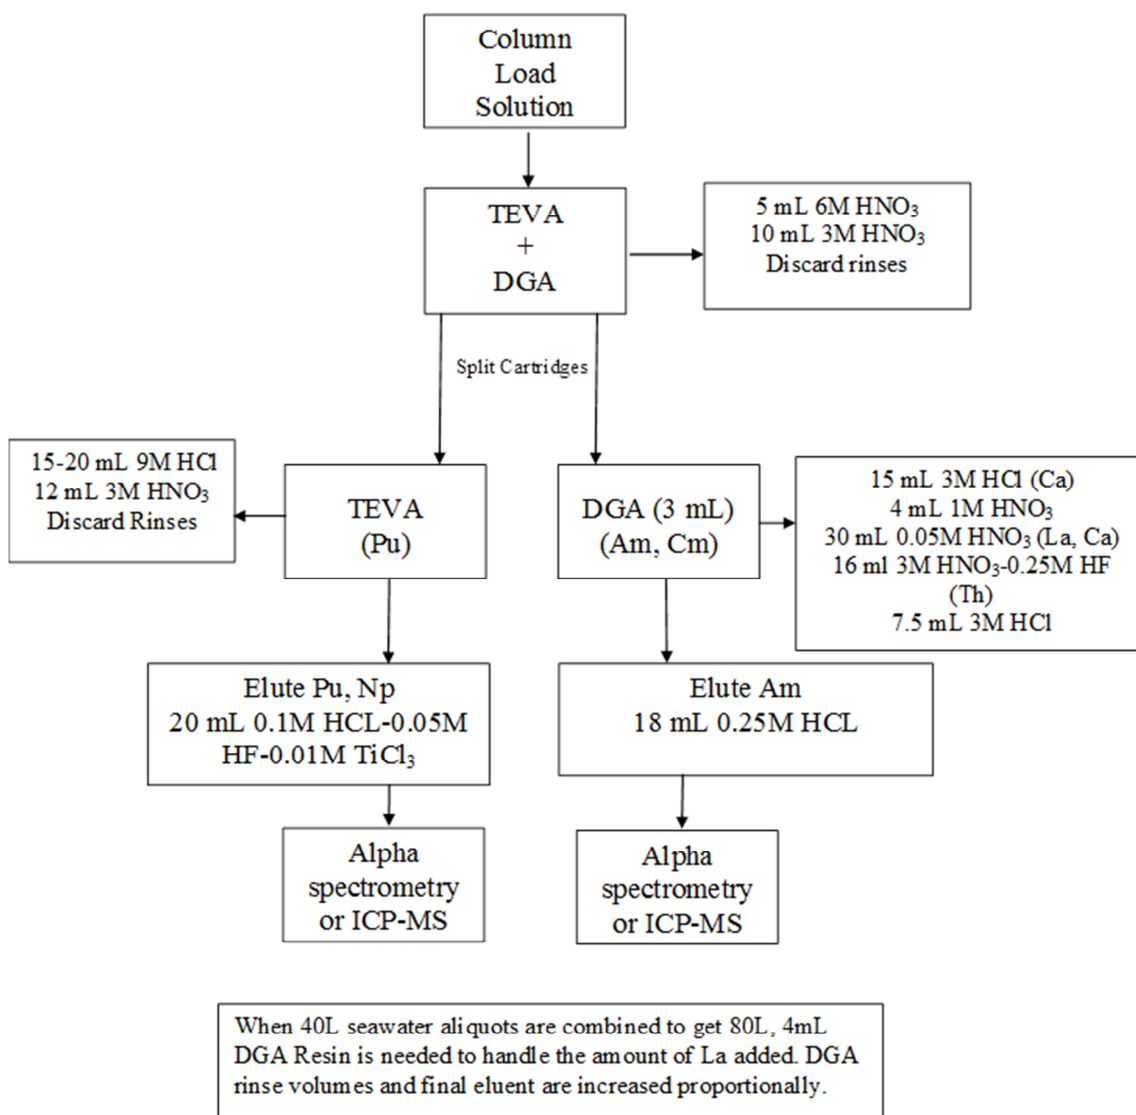 Column
Load
Solution
TEVA
+
DGA
5 mL 6M HNO₃
10 mL 3M HNO₃
Discard rinses
Split Cartridges
15-20 mL 9M HCl
12 mL 3M HNO₃
Discard Rinses
TEVA
(Pu)
DGA (3 mL)
(Am, Cm)
15 mL 3M HCl (Ca)
4 mL 1M HNO₃
30 mL 0.05M HNO₃ (La, Ca)
16 ml 3M HNO₃-0.25M HF
(Th)
7.5 mL 3M HCl
Elute Pu, Np
20 mL 0.1M HCL-0.05M
HF-0.01M TiCl₃
Elute Am
18 mL 0.25M HCL
Alpha
spectrometry
or ICP-MS
Alpha
spectrometry
or ICP-MS
When 40L seawater aliquots are combined to get 80L, 4mL
DGA Resin is needed to handle the amount of La added. DGA
rinse volumes and final eluent are increased proportionally.